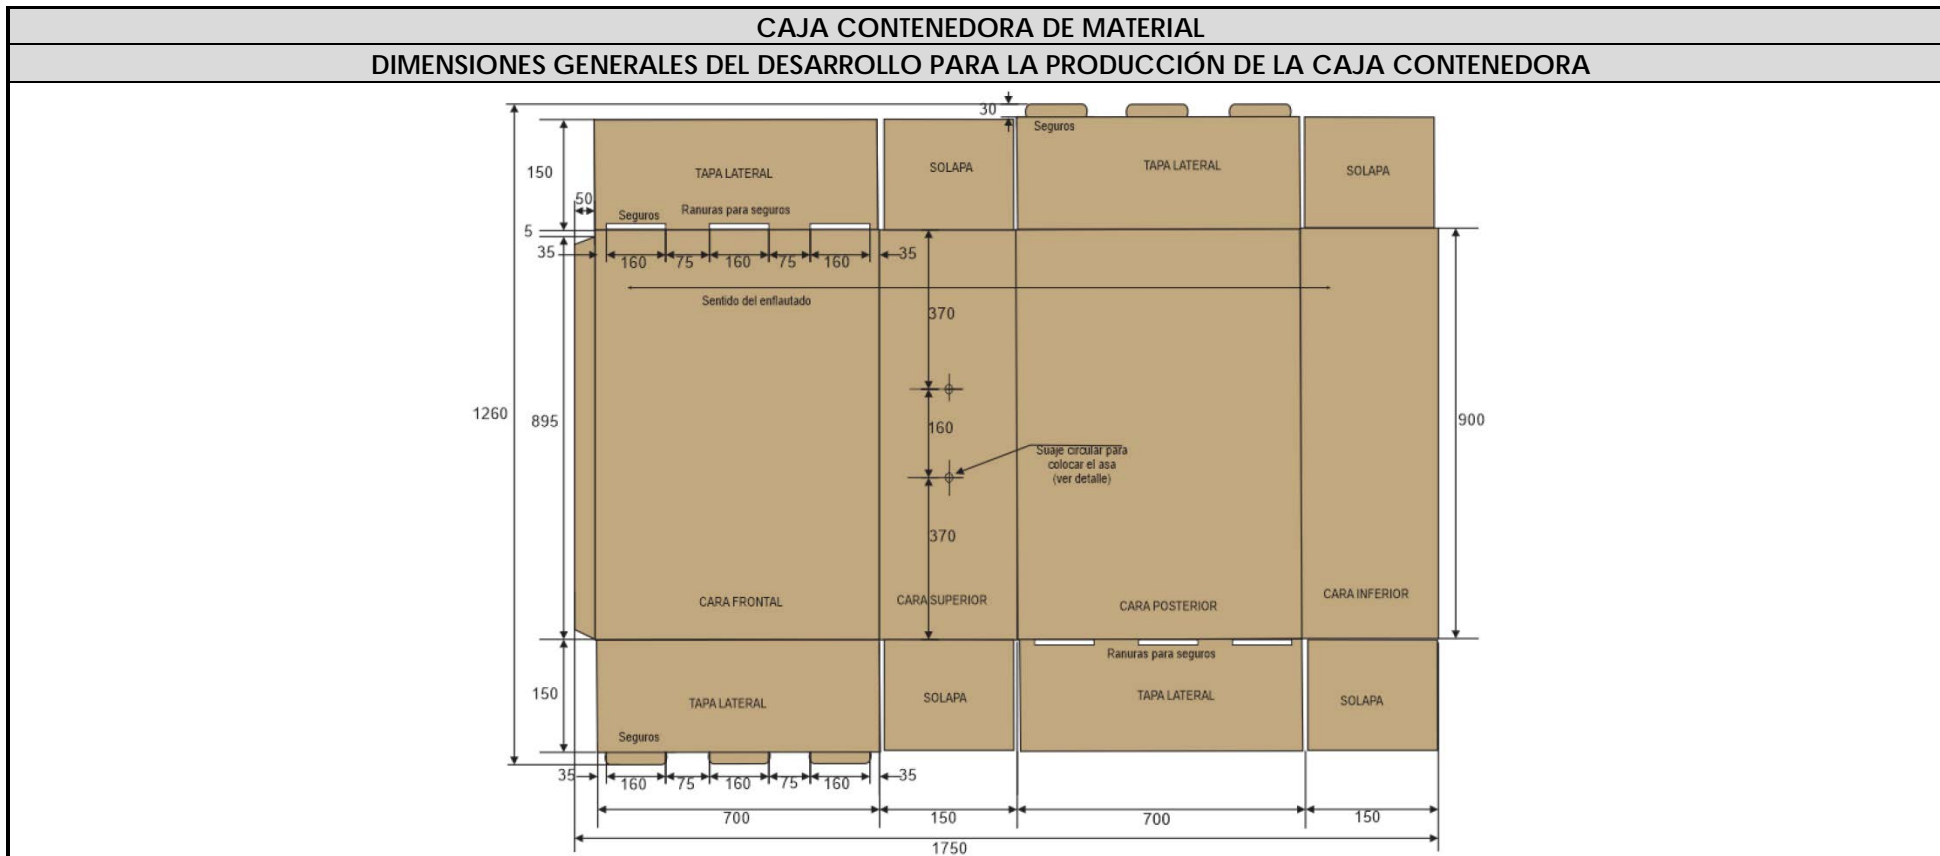 CAJA CONTENEDORA DE MATERIAL
DIMENSIONES GENERALES DEL DESARROLLO PARA LA PRODUCCIÓN DE LA CAJA CONTENEDORA
30
Seguros
150
TAPA LATERAL
SOLAPA
TAPA LATERAL
SOLAPA
50
Seguros
Ranuras para seguros
5
35
160
75
160
75
160
35
Sentido del enflautado
370
1260
895
160
900
Suaje circular para
colocar el asa
(ver detalle)
370
CARA FRONTAL
CARA SUPERIOR
CARA POSTERIOR
CARA INFERIOR
Ranuras para seguros
150
TAPA LATERAL
SOLAPA
TAPA LATERAL
SOLAPA
Seguros
35
160
75
160
75
160
35
700
150
700
150
1750